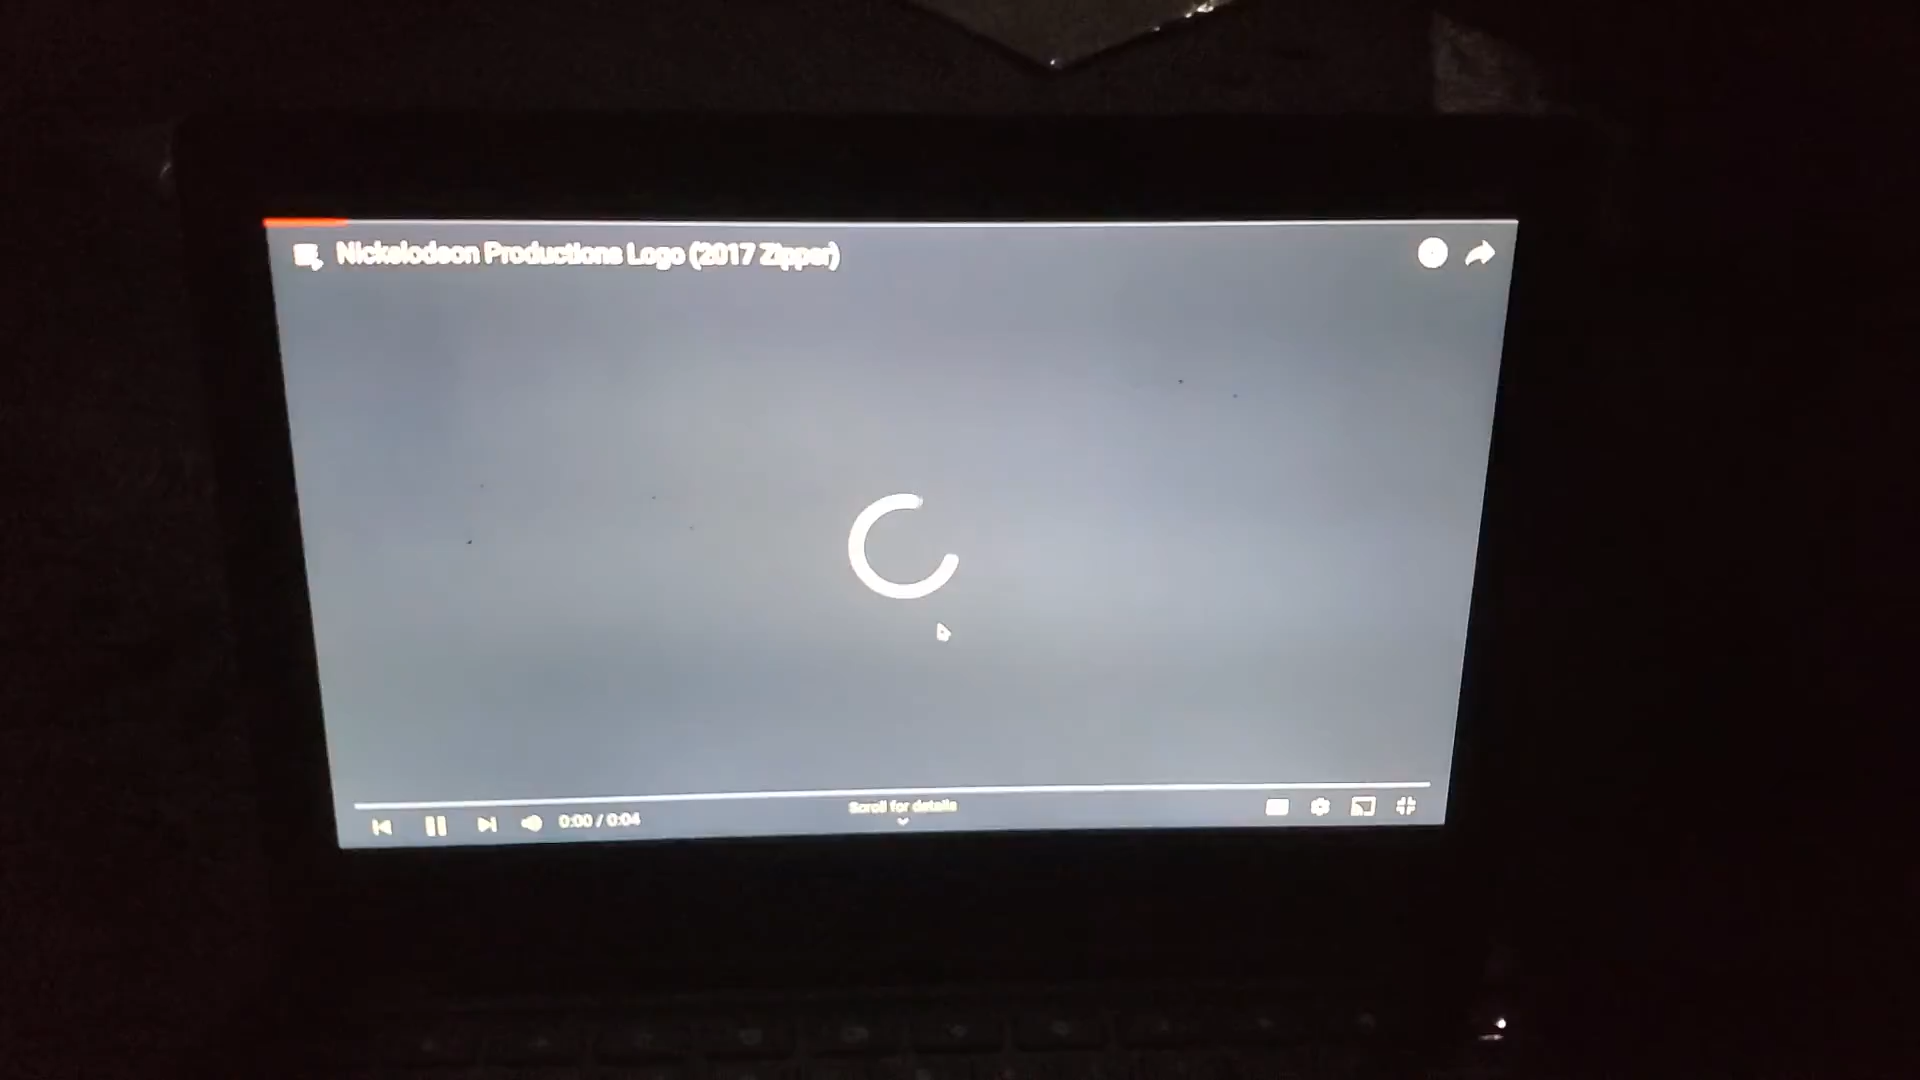 Nickelodeon Productions Logo (2017 Zipper)
Scroll for details
0:00 / 0:04